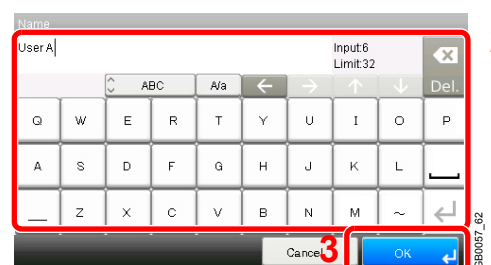 Name
User A
Input:6
Limit:32
ABC A/a Del.
Q W E R T Y U I O P
A S D F G H J K L
_ Z X C V B N M ~
Cancel 3 OK
GB0057_62